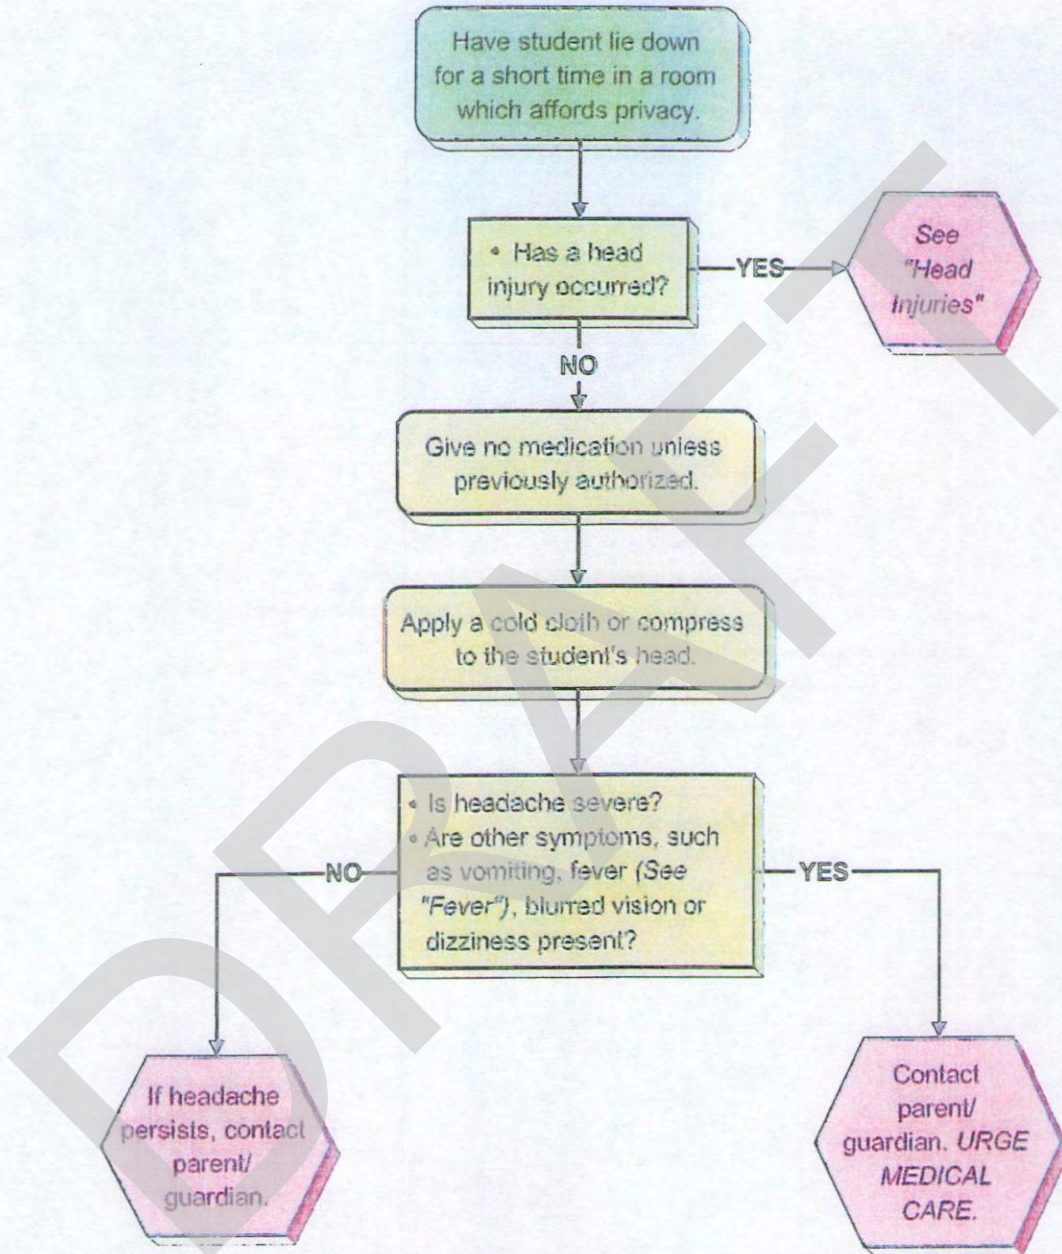 Have student lie down
for a short time in a room
which affords privacy.
• Has a head
injury occurred?
YES
See
"Head
Injuries"
NO
Give no medication unless
previously authorized.
Apply a cold cloth or compress
to the student's head.
• Is headache severe?
• Are other symptoms, such
as vomiting, fever (See
"Fever"), blurred vision or
dizziness present?
NO
YES
If headache
persists, contact
parent/
guardian.
Contact
parent/
guardian. URGE
MEDICAL
CARE.
DRAFT